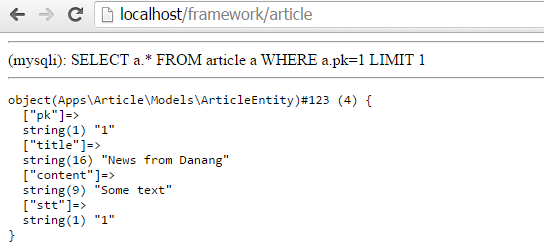 localhost/framework/article
(mysqli): SELECT a.* FROM article a WHERE a.pk=1 LIMIT 1
object(Apps\Article\Models\ArticleEntity)#123 (4) {
  ["pk"]=>
  string(1) "1"
  ["title"]=>
  string(16) "News from Danang"
  ["content"]=>
  string(9) "Some text"
  ["stt"]=>
  string(1) "1"
}